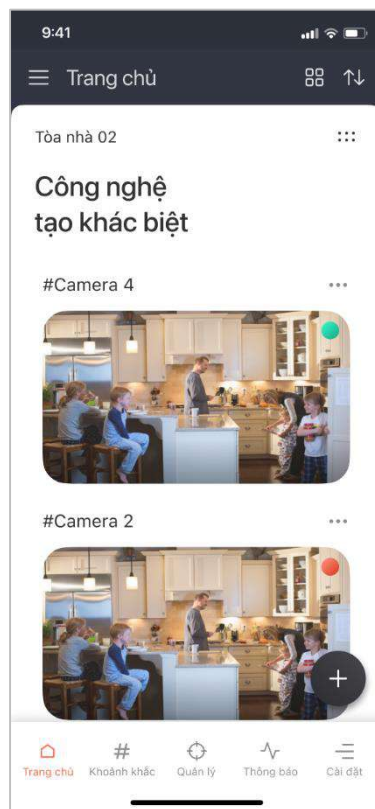 9:41
Trang chủ
Tòa nhà 02
Công nghệ
tạo khác biệt
#Camera 4
#Camera 2
Trang chủ
Khoảnh khắc
Quản lý
Thông báo
Cài đặt